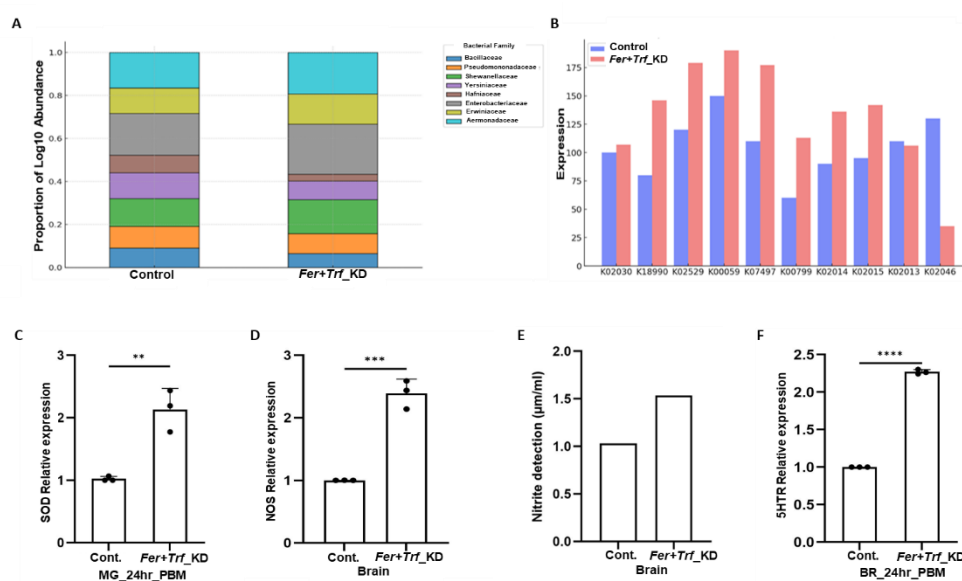 A
Proportion of Log10 Abundance
1.0
0.8
0.6
0.4
0.2
0.0
Control
Fer+Trf_KD
Bacterial Family
Bacillaceae
Pseudomononadaceae
Shewanellaceae
Yersiniaceae
Hafniaceae
Enterobacteriaceae
Erwiniaceae
Aermonadaceae
B
Control
Fer+Trf_KD
Expression
175
150
125
100
75
50
25
0
K02030 K18990 K02529 K00059 K07497 K00799 K02014 K02015 K02013 K02046
C
SOD Relative expression
3
2
1
0
**
Cont. Fer+Trf_KD
MG_24hr_PBM
D
NOS Relative expression
3
2
1
0
***
Cont. Fer+Trf_KD
Brain
E
Nitrite detection (µm/ml)
2.0
1.5
1.0
0.5
0.0
Cont. Fer+Trf_KD
Brain
F
5HTR Relative expression
2.5
2.0
1.5
1.0
0.5
0.0
****
Cont. Fer+Trf_KD
BR_24hr_PBM